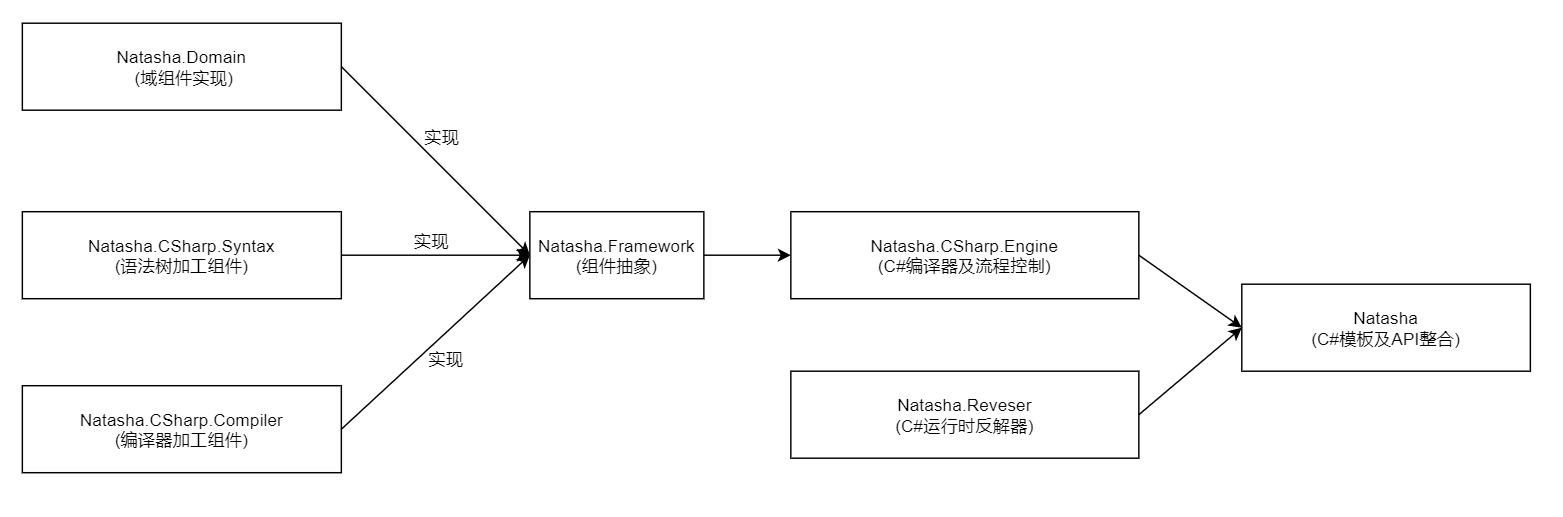 Natasha.Domain
(域组件实现)
实现
Natasha.CSharp.Syntax
(语法树加工组件)
实现
Natasha.Framework
(组件抽象)
Natasha.CSharp.Engine
(C#编译器及流程控制)
Natasha
(C#模板及API整合)
实现
Natasha.CSharp.Compiler
(编译器加工组件)
Natasha.Reveser
(C#运行时反解器)